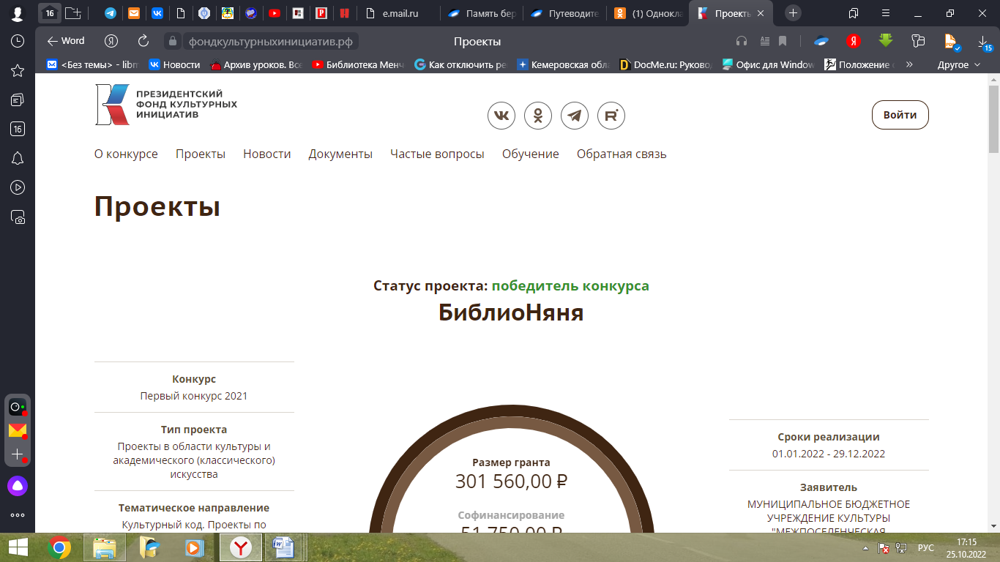 16
e.mail.ru
Память бер
Путеводите
(1) Однокла
Проекты
Word
фондкультурныхинициатив.рф
Проекты
15
<Без темы> - libm
Новости
Архив уроков. Все
Библиотека Менч
Как отключить ре
Кемеровская обла
DocMe.ru: Руковод
Офис для Window
Положение
Другое
16
ПРЕЗИДЕНТСКИЙ
ФОНД КУЛЬТУРНЫХ
ИНИЦИАТИВ
Войти
О конкурсе
Проекты
Новости
Документы
Частые вопросы
Обучение
Обратная связь
Проекты
Статус проекта: победитель конкурса
БиблиоНяня
Конкурс
Первый конкурс 2021
Тип проекта
Проекты в области культуры и
академического (классического)
искусства
Тематическое направление
Культурный код. Проекты по
Размер гранта
301 560,00 ₽
Софинансирование
51 750,00 ₽
Сроки реализации
01.01.2022 - 29.12.2022
Заявитель
МУНИЦИПАЛЬНОЕ БЮДЖЕТНОЕ
УЧРЕЖДЕНИЕ КУЛЬТУРЫ
"МЕЖПОСЕЛЕНЧЕСКАЯ
РУС
17:15
25.10.2022